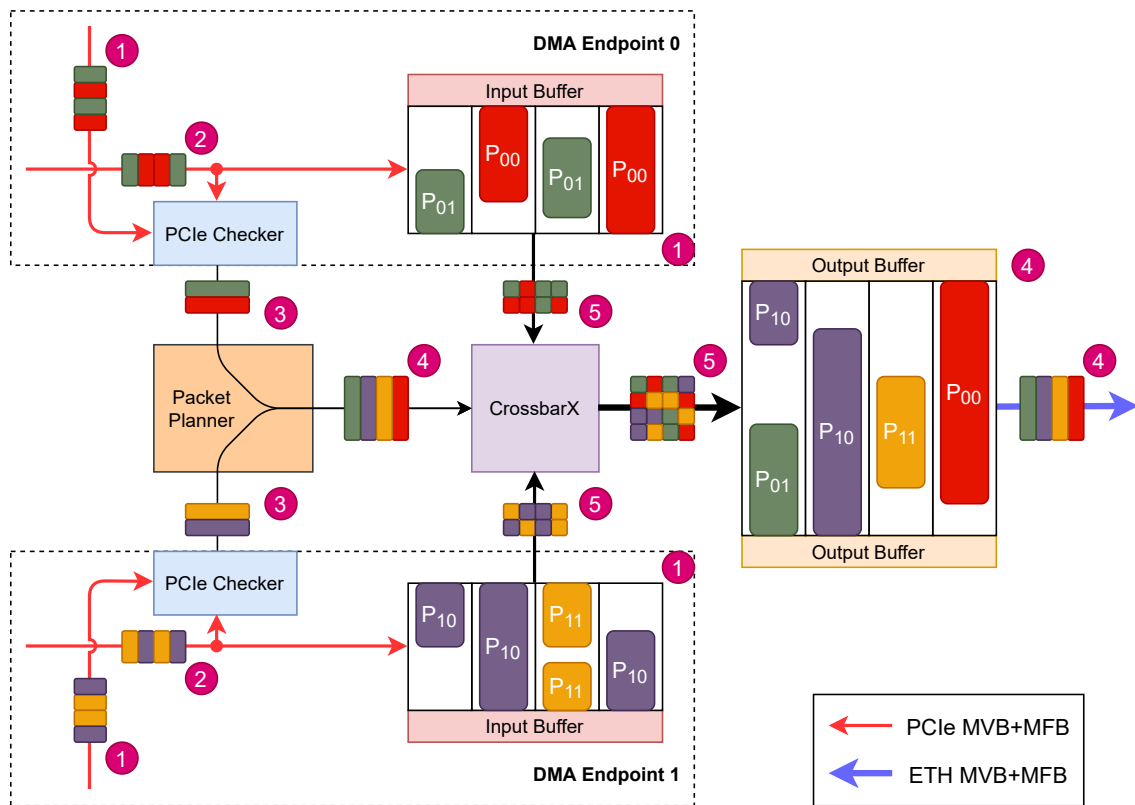 DMA Endpoint 0
1
2
Input Buffer
P01
P00
P01
P00
PCIe Checker
1
3
5
Packet
Planner
4
CrossbarX
5
Output Buffer
4
P10
P01
P10
P11
P00
Output Buffer
4
3
5
PCIe Checker
1
P10
P10
P11
P11
P10
Input Buffer
2
1
DMA Endpoint 1
PCIe MVB+MFB
ETH MVB+MFB